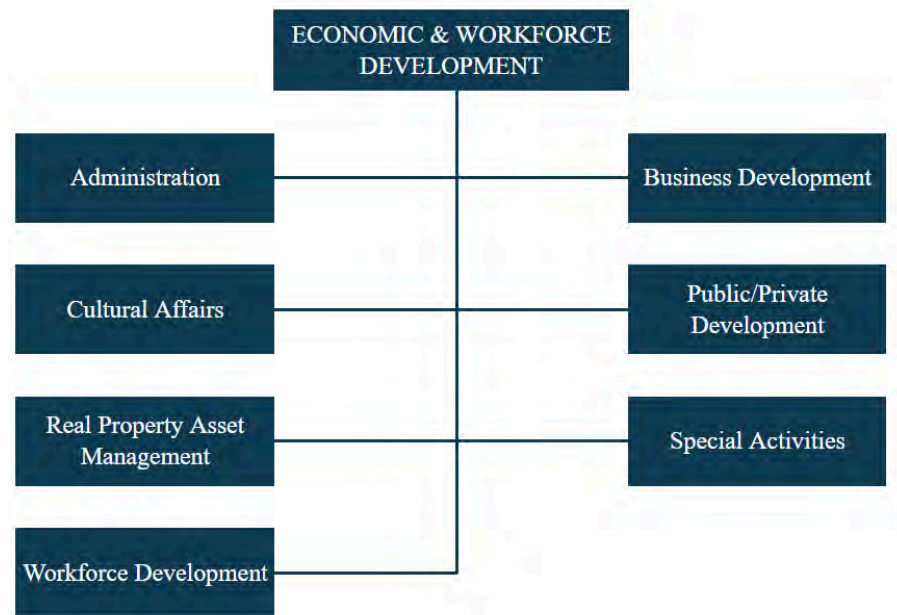 ECONOMIC & WORKFORCE
DEVELOPMENT
Administration
Business Development
Cultural Affairs
Public/Private
Development
Real Property Asset
Management
Special Activities
Workforce Development